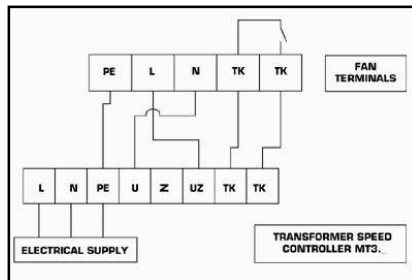 PE L N TK TK
FAN
TERMINALS
L N PE U Z UZ TK TK
ELECTRICAL SUPPLY
TRANSFORMER SPEED
CONTROLLER MT3._